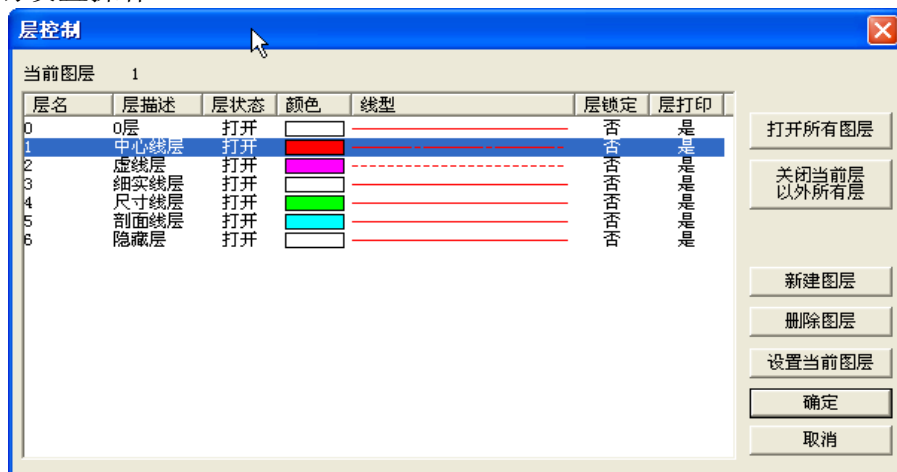 层控制
当前图层 1
层名 层描述 层状态 颜色 线型 层锁定 层打印
0 0层 打开 否 是
1 中心线层 打开 否 是
2 虚线层 打开 否 是
3 细实线层 打开 否 是
4 尺寸线层 打开 否 是
5 剖面线层 打开 否 是
6 隐藏层 打开 否 是
打开所有图层
关闭当前层
以外所有层
新建图层
删除图层
设置当前图层
确定
取消